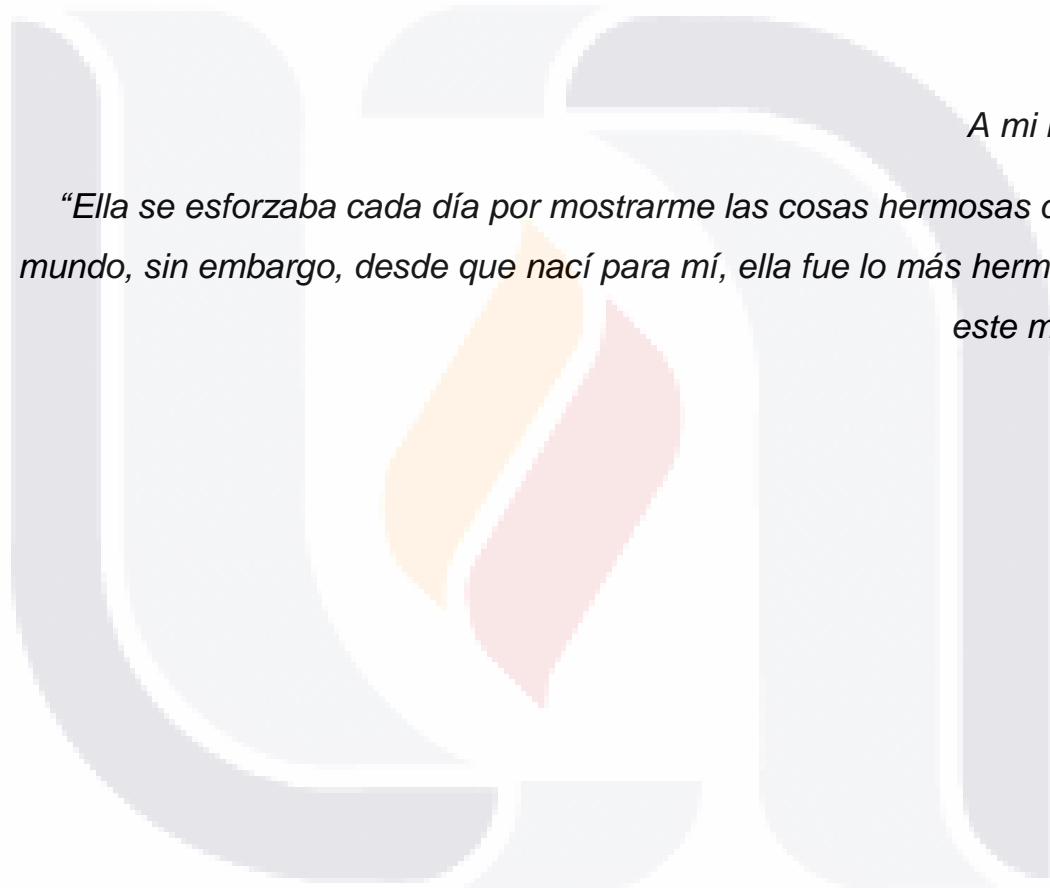 A mi
“Ella se esforzaba cada día por mostrarme las cosas hermosas
mundo, sin embargo, desde que nací para mí, ella fue lo más
este